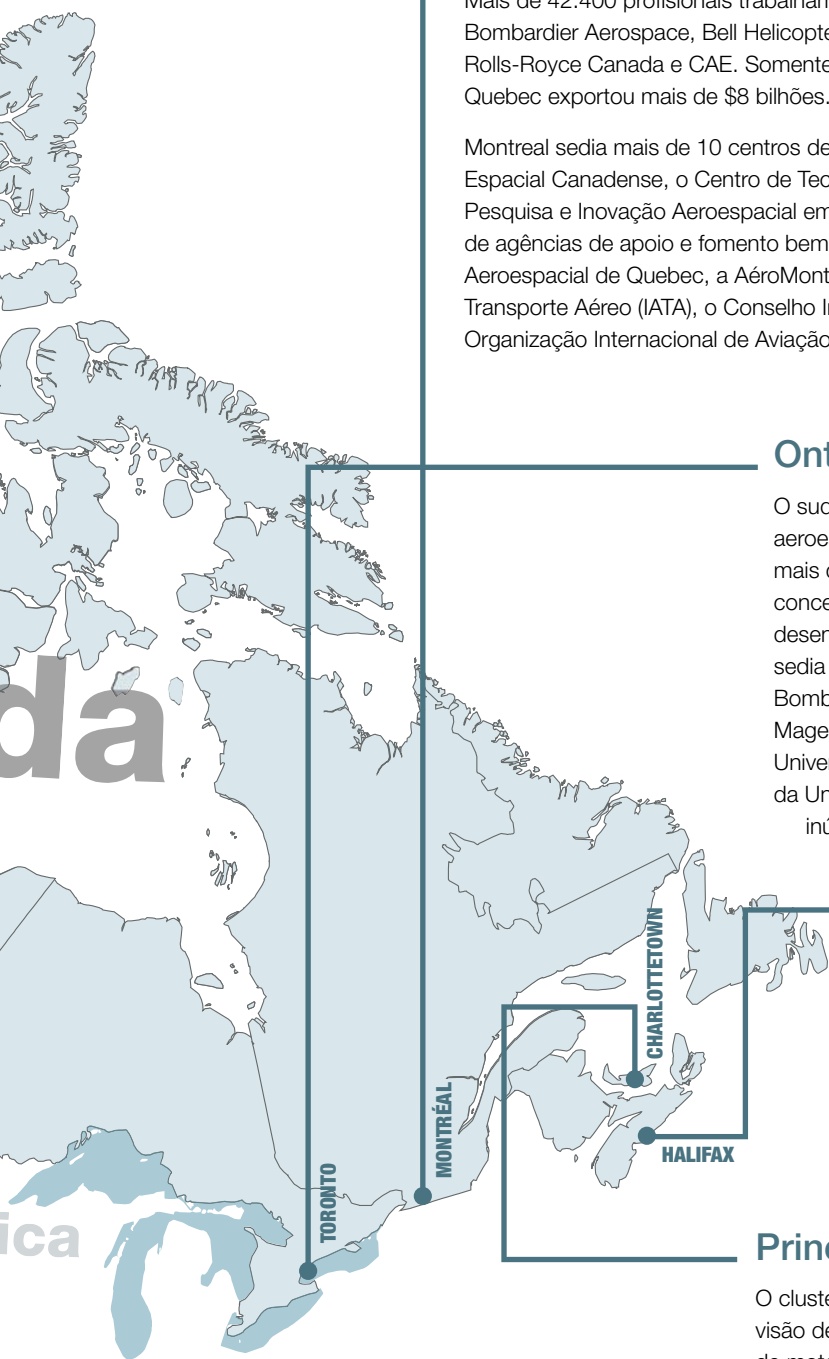 Mais de 42.400 profissionais trabalham
Bombardier Aerospace, Bell Helicopte
Rolls-Royce Canada e CAE. Somente
Quebec exportou mais de $8 bilhões.
Montreal sedia mais de 10 centros de
Espacial Canadense, o Centro de Tec
Pesquisa e Inovação Aeroespacial em
de agências de apoio e fomento bem
Aeroespacial de Quebec, a AéroMont
Transporte Aéreo (IATA), o Conselho I
Organização Internacional de Aviação
Ont
O sud
aeroe
mais c
conce
desen
sedia
Bomb
Mage
Univer
da Un
inú
da
CHARLOTTETOWN
MONTRÉAL
HALIFAX
TORONTO
ica
Princ
O cluste
visão de